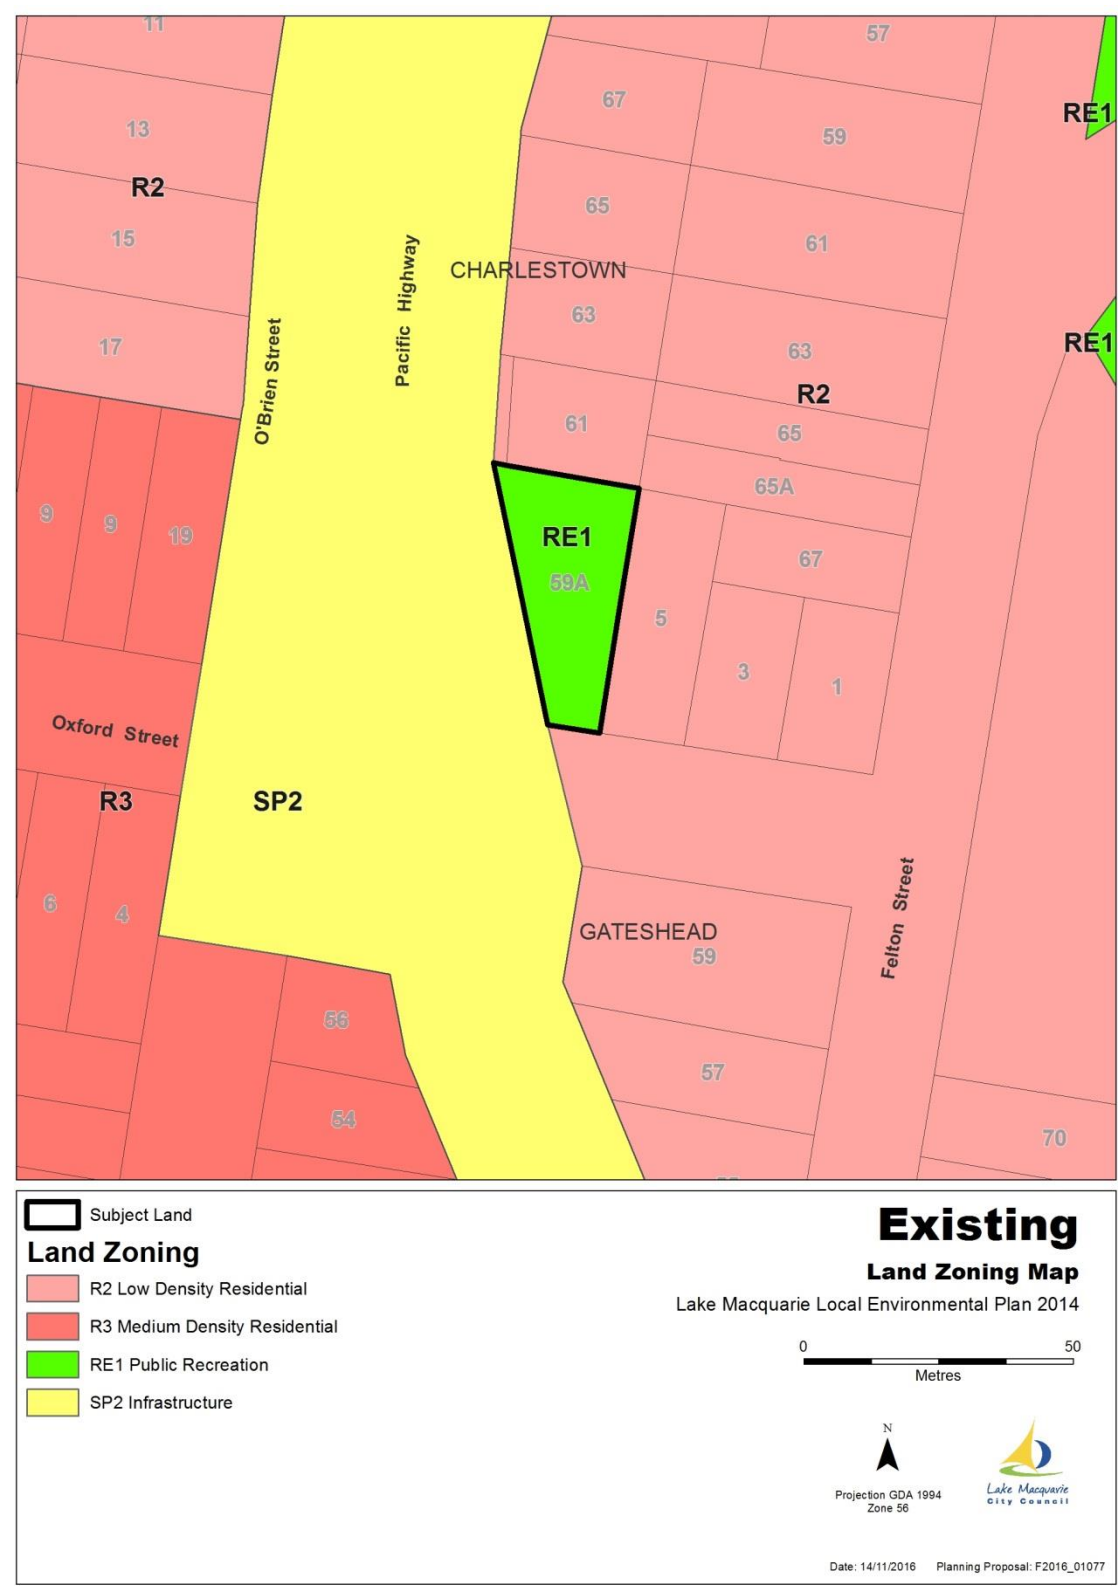 11
57
67
RE1
13
59
R2
65
15
61
CHARLESTOWN
Pacific Highway
O'Brien Street
63
17
63
RE1
R2
61
65
65A
9
9
19
RE1
59A
67
5
3
1
Oxford Street
R3
SP2
6
4
Felton Street
GATESHEAD
59
56
57
54
70
Subject Land
Land Zoning
R2 Low Density Residential
R3 Medium Density Residential
RE1 Public Recreation
SP2 Infrastructure
Existing
Land Zoning Map
Lake Macquarie Local Environmental Plan 2014
0 50
Metres
N
Projection GDA 1994
Zone 56
Lake Macquarie
City Council
Date: 14/11/2016 Planning Proposal: F2016_01077